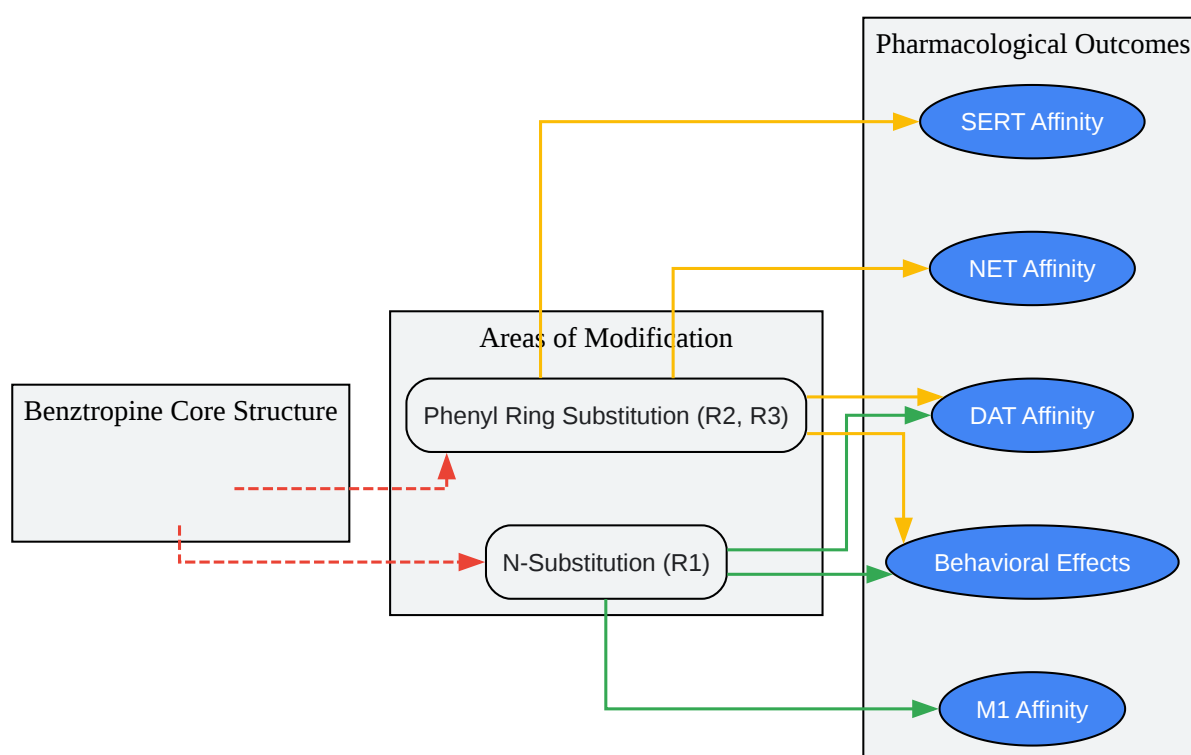 Benztropine Core Structure
Areas of Modification
Phenyl Ring Substitution (R2, R3)
N-Substitution (R1)
Pharmacological Outcomes
SERT Affinity
NET Affinity
DAT Affinity
Behavioral Effects
M1 Affinity